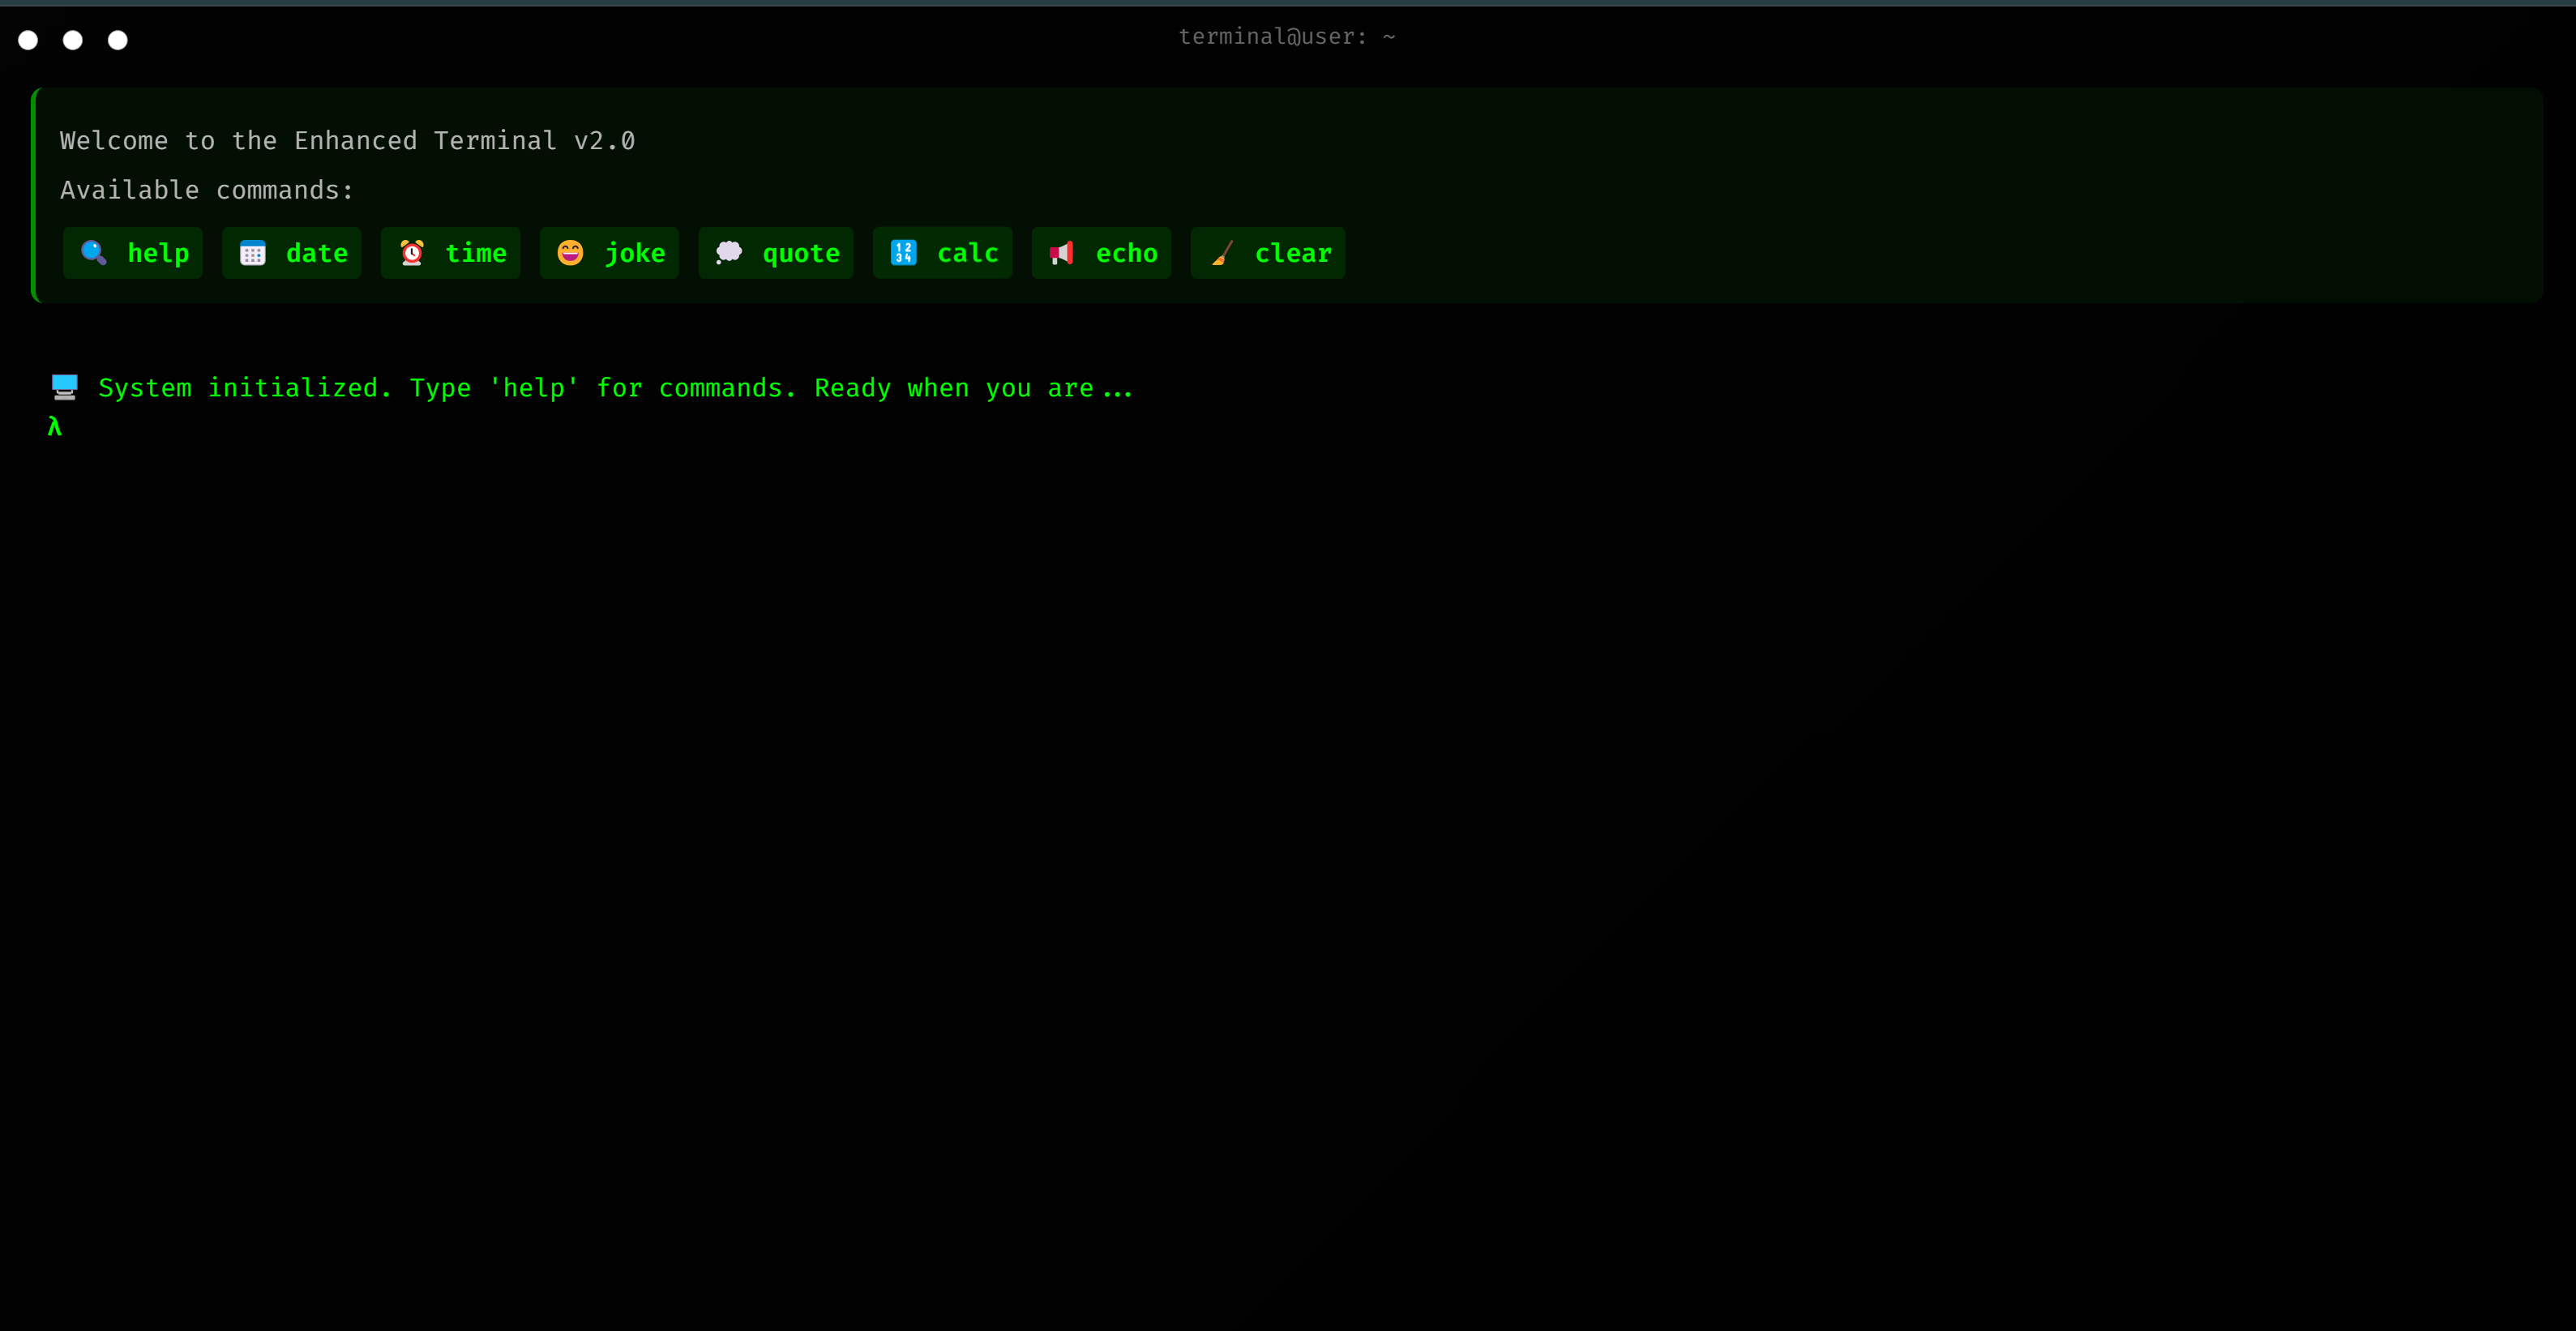 terminal@user: ~
Welcome to the Enhanced Terminal v2.0
Available commands:
🔍 help 📅 date ⏰ time 😄 joke 💭 quote 🔢 calc 📢 echo 🧹 clear
🖥️ System initialized. Type 'help' for commands. Ready when you are...
λ